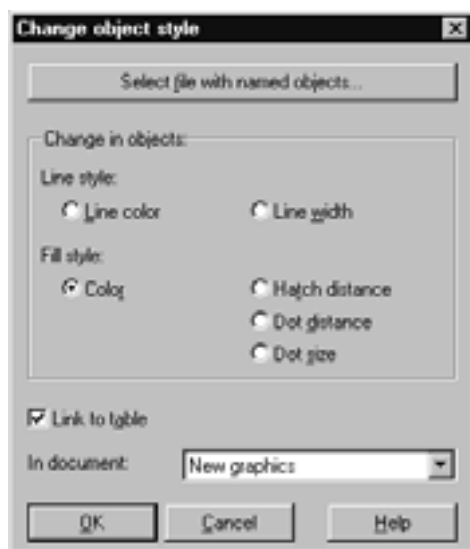 Change object style
Select file with named objects...
Change in objects:
Line style:
Line color Line width
Fill style:
Color Hatch distance
Dot distance
Dot size
Link to table
In document: New graphics
OK Cancel Help